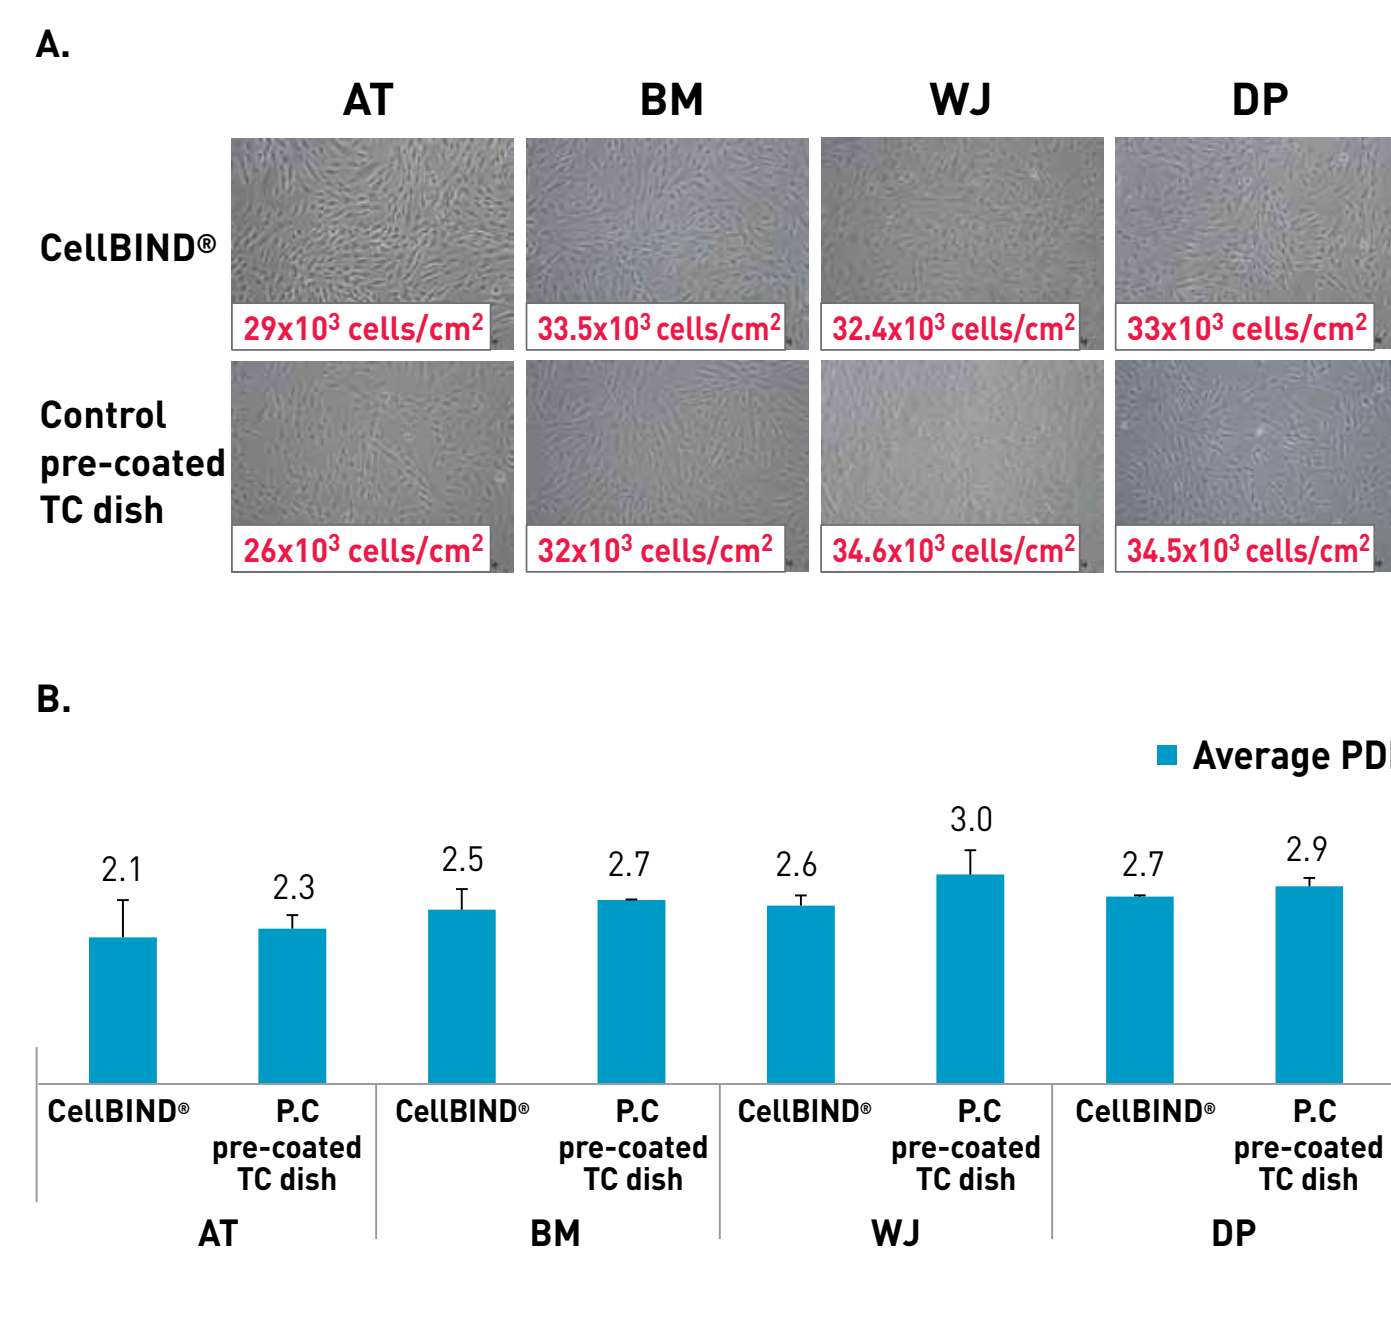 A.
AT BM WJ DP
CellBIND®
29x10³ cells/cm² 33.5x10³ cells/cm² 32.4x10³ cells/cm² 33x10³ cells/cm²
Control
pre-coated
TC dish
26x10³ cells/cm² 32x10³ cells/cm² 34.6x10³ cells/cm² 34.5x10³ cells/cm²
B.
Average
2.1 2.3 2.5 2.7 2.6 3.0 2.7 2.9
CellBIND® P.C CellBIND® P.C CellBIND® P.C CellBIND® P.C
pre-coated pre-coated pre-coated pre-coated
TC dish TC dish TC dish TC dish
AT BM WJ DP